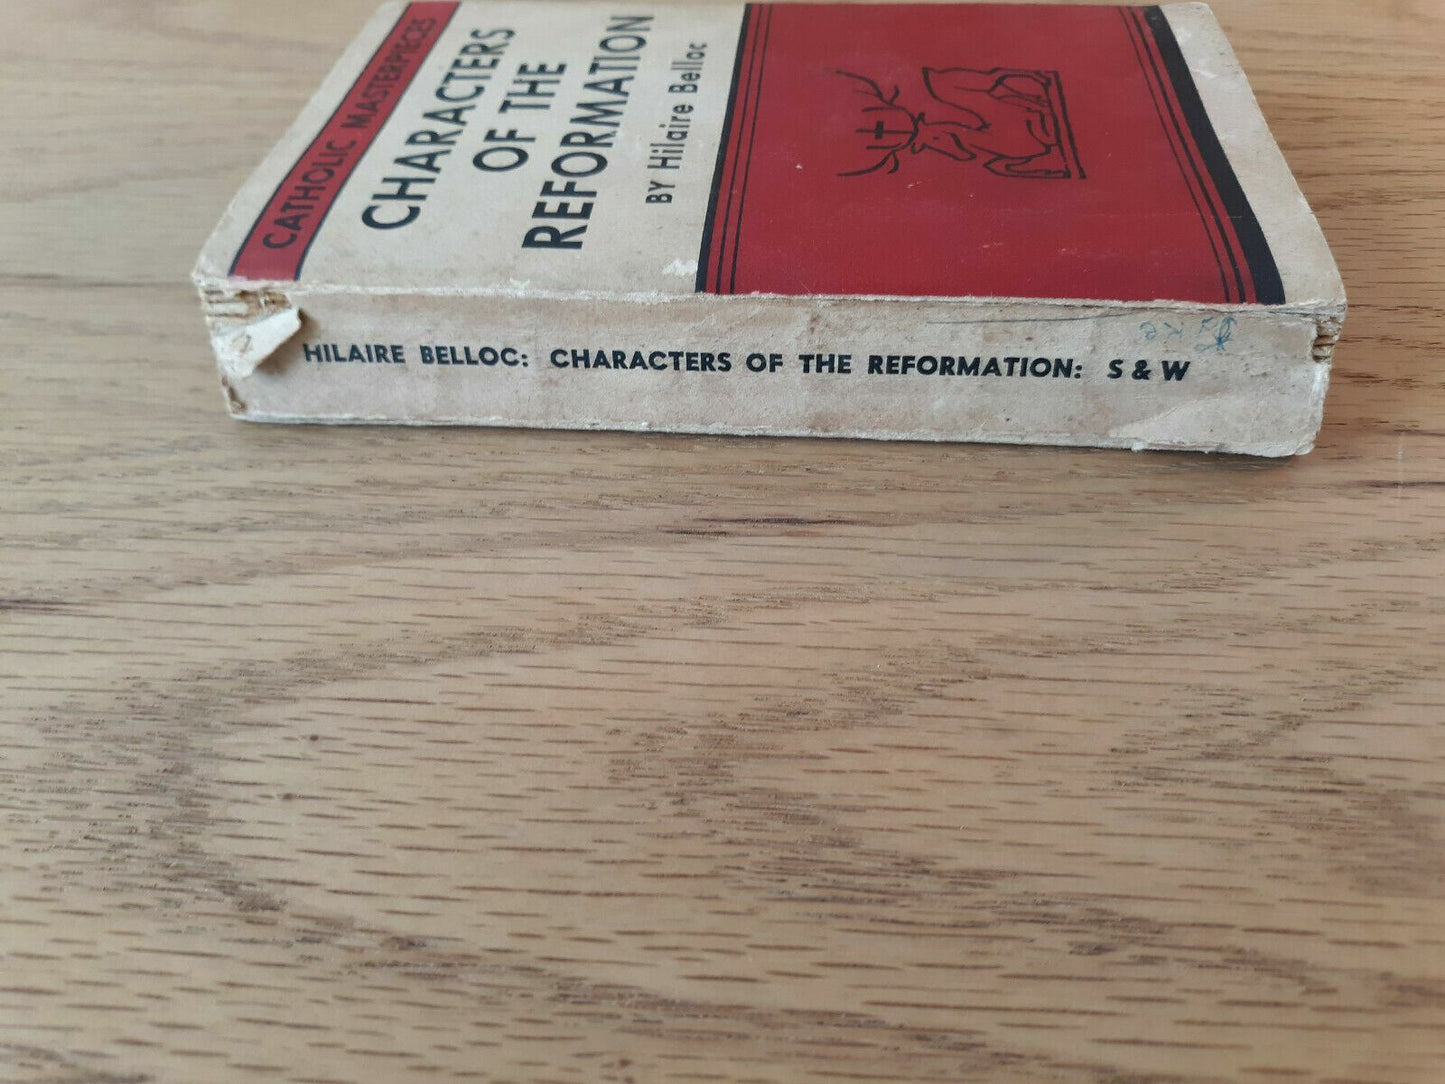 CATHOLIC MASTERPIECES
CHARACTERS
OF THE
REFORMATION
BY Hilaire Belloc
HILAIRE BELLOC: CHARACTERS OF THE REFORMATION: S & W